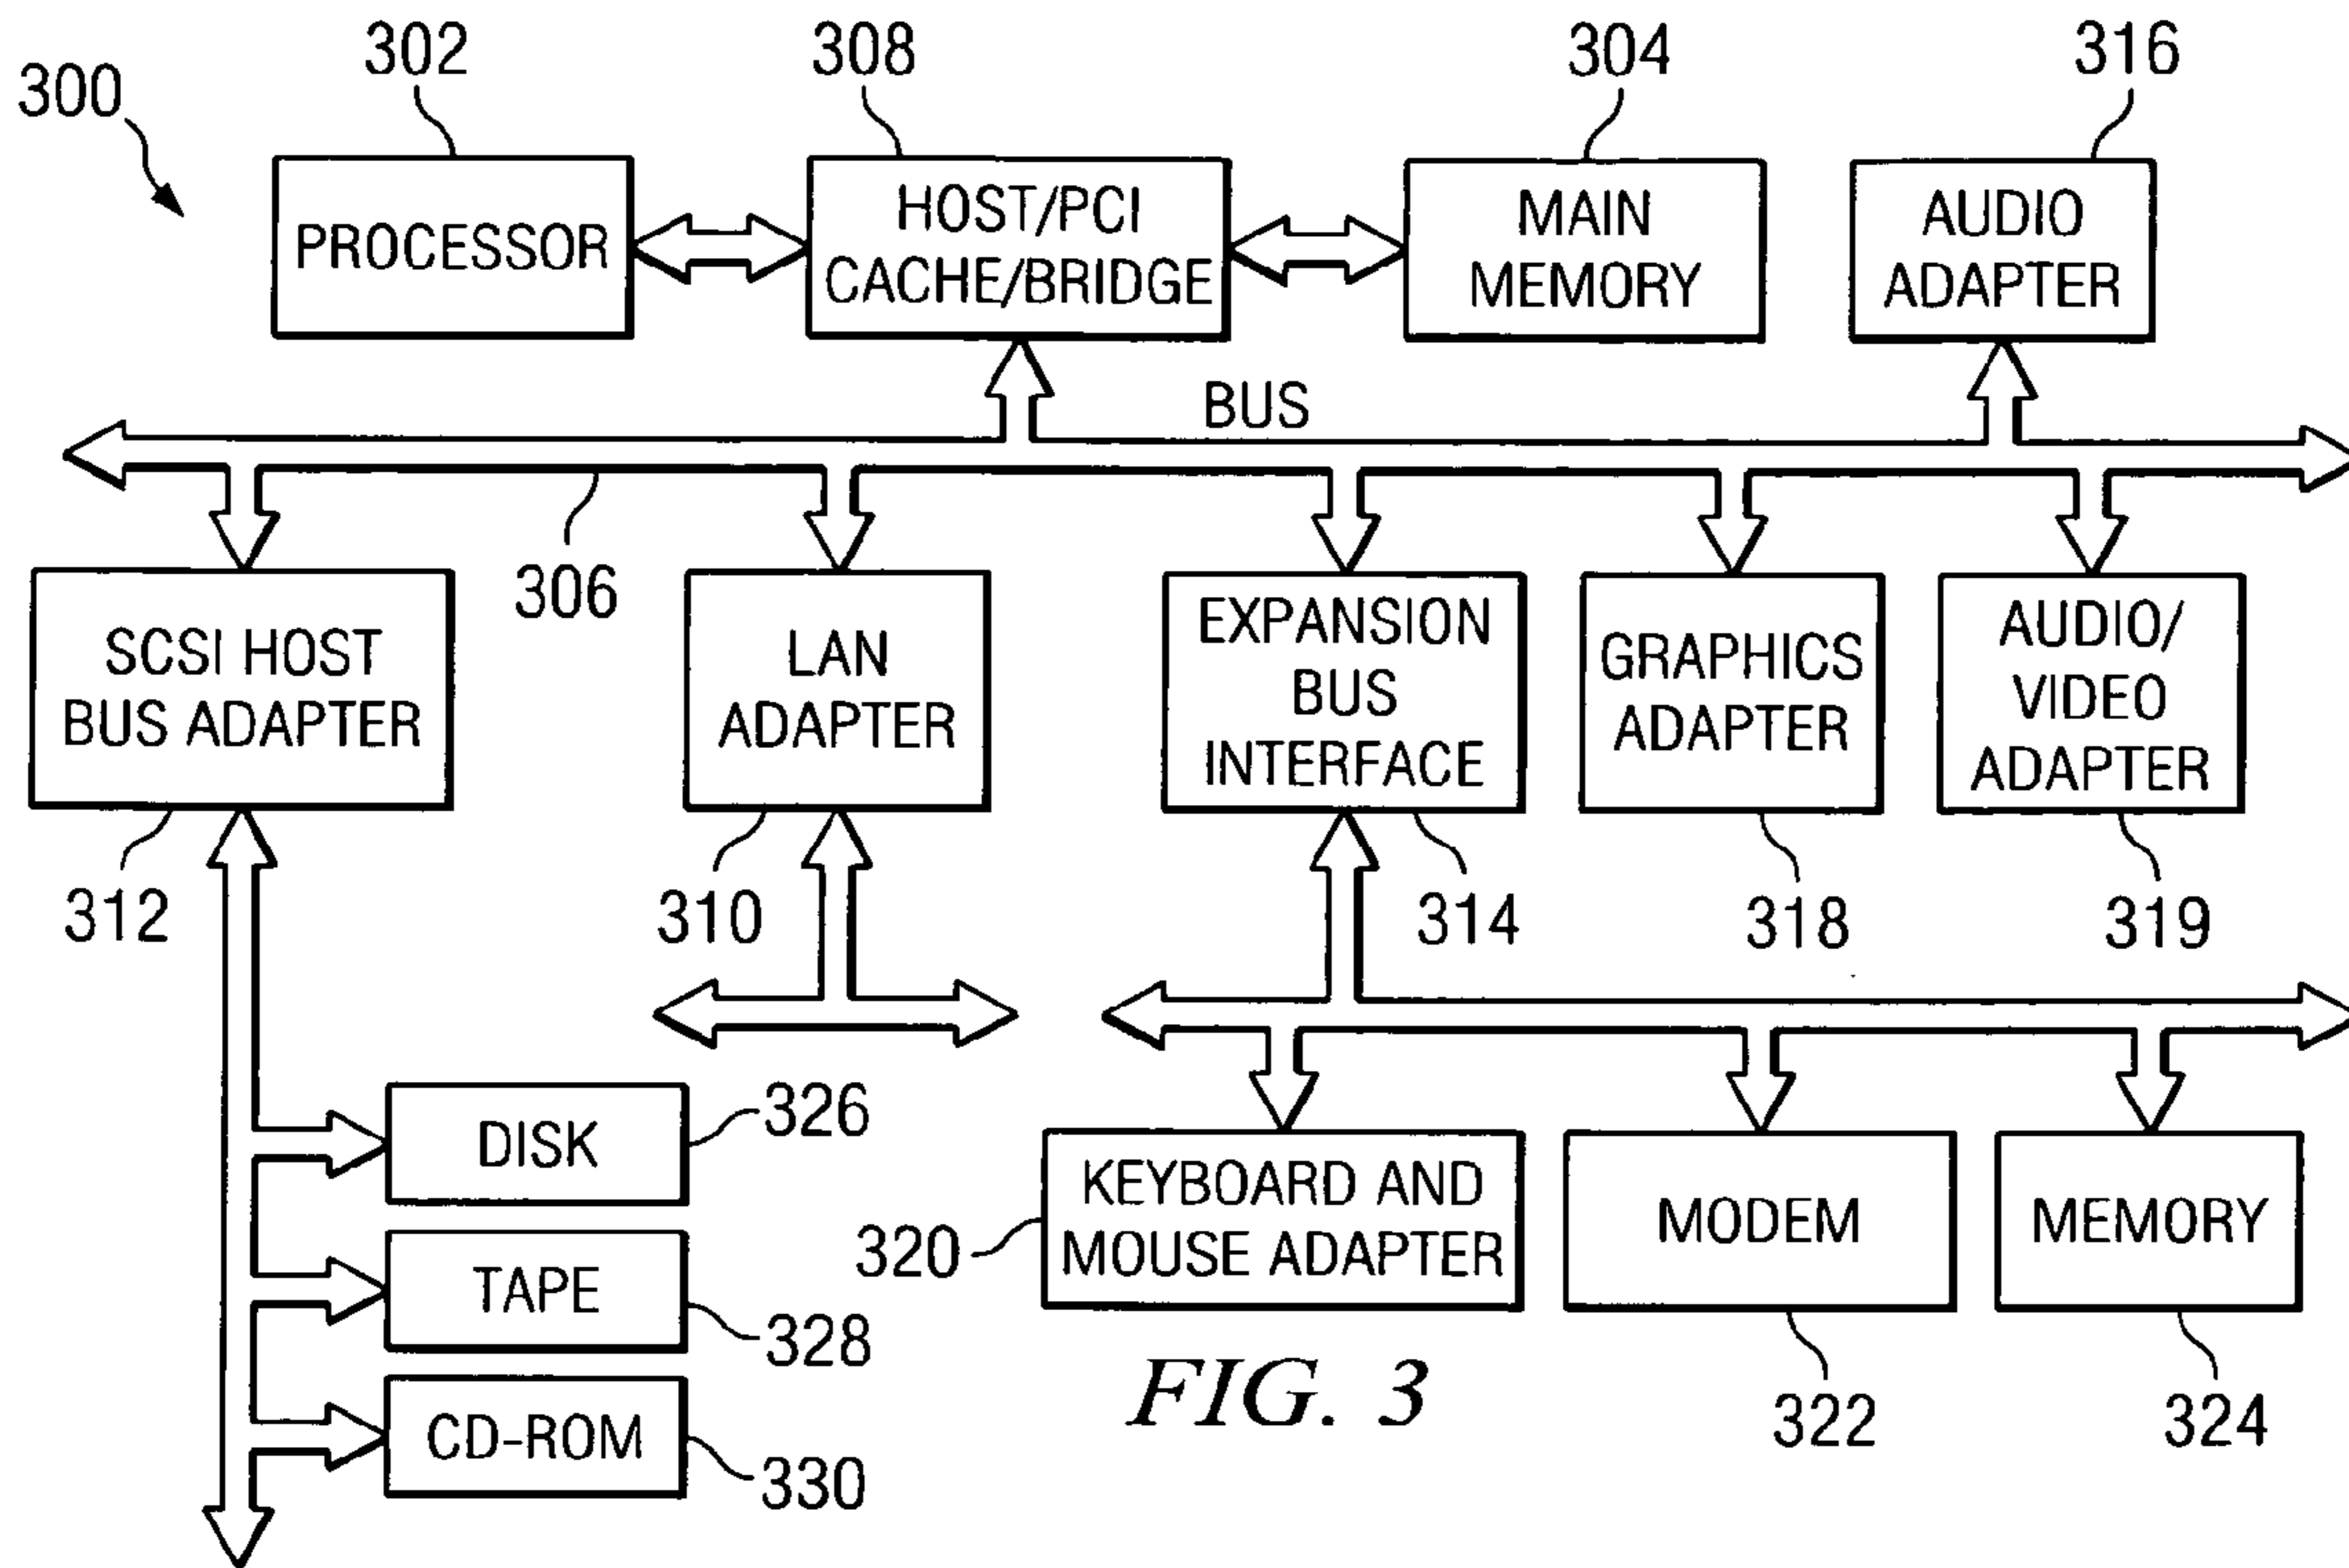 300
302
308
304
316
PROCESSOR
HOST/PCI
CACHE/BRIDGE
MAIN
MEMORY
AUDIO
ADAPTER
BUS
306
SCSI HOST
BUS ADAPTER
LAN
ADAPTER
EXPANSION
BUS
INTERFACE
GRAPHICS
ADAPTER
AUDIO/
VIDEO
ADAPTER
312
310
314
318
319
DISK
326
TAPE
328
CD-ROM
330
320
KEYBOARD AND
MOUSE ADAPTER
MODEM
MEMORY
322
324
FIG. 3